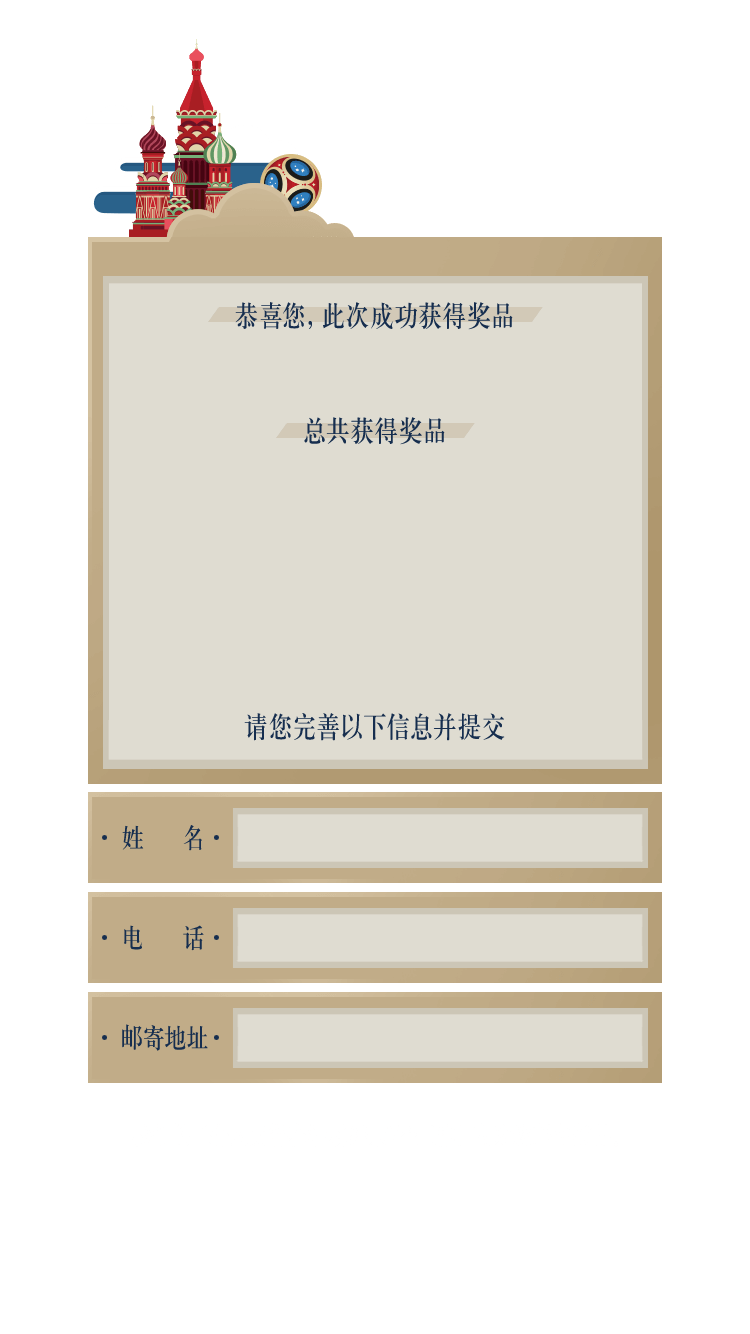 恭喜您, 此次成功获得奖品
总共获得奖品
请您完善以下信息并提交
· 姓 名 ·
· 电 话 ·
· 邮寄地址 ·